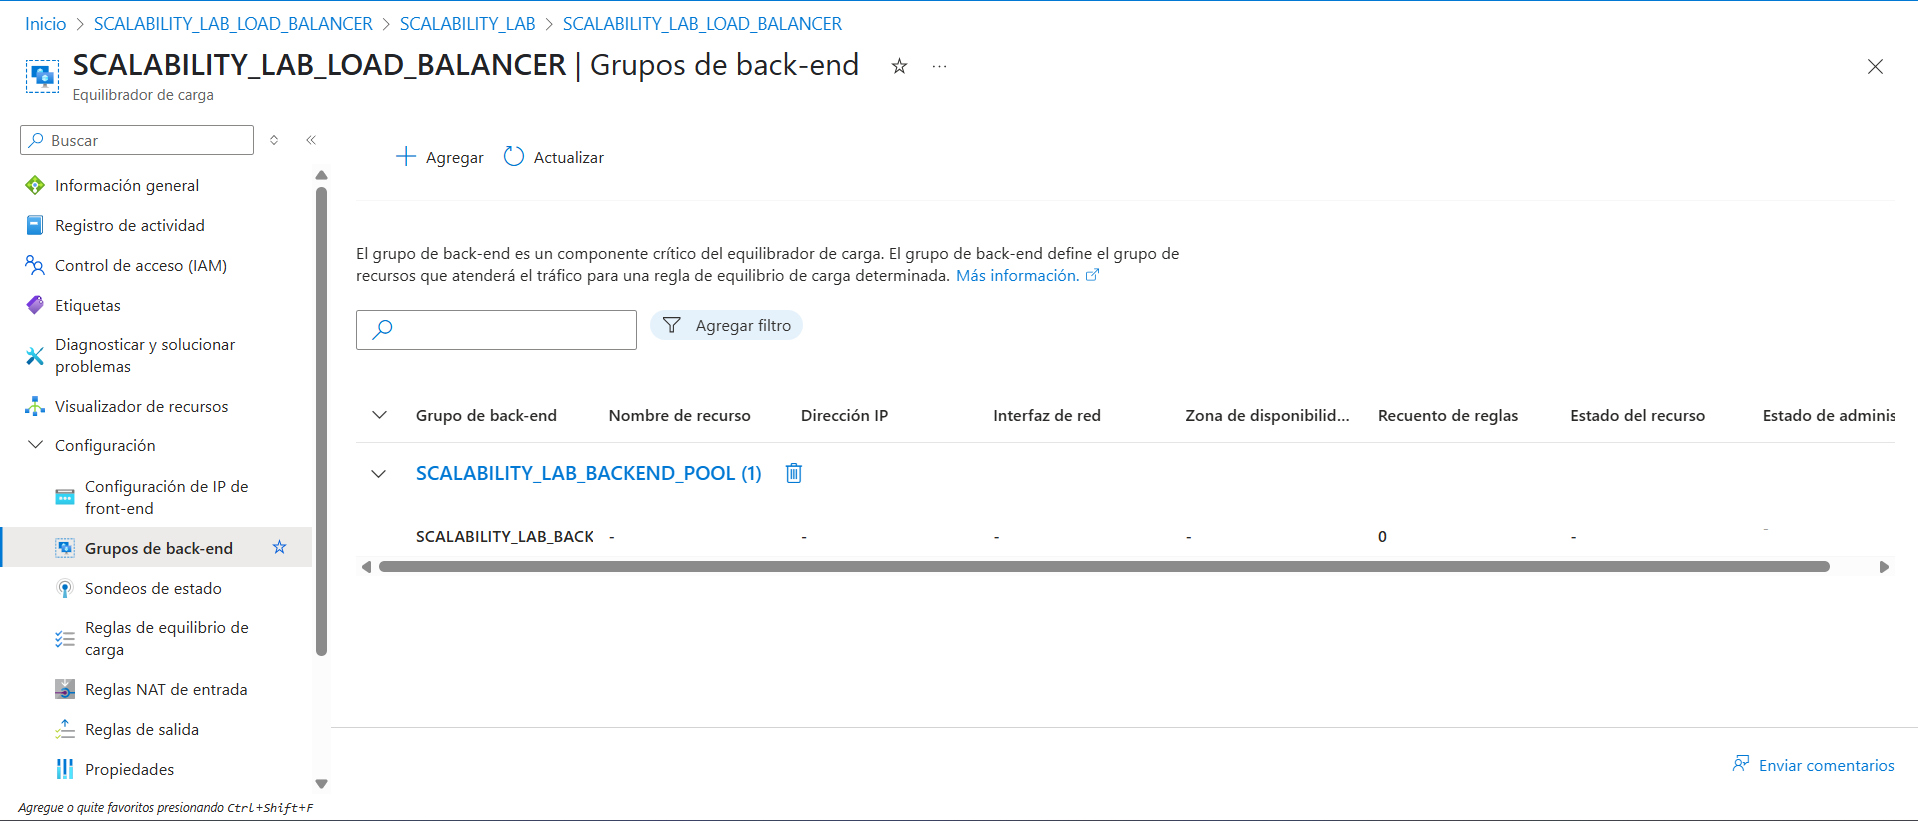 Inicio > SCALABILITY_LAB_LOAD_BALANCER > SCALABILITY_LAB > SCALABILITY_LAB_LOAD_BALANCER
SCALABILITY_LAB_LOAD_BALANCER | Grupos de back-end
Equilibrador de carga
Buscar
Información general
Registro de actividad
Control de acceso (IAM)
Etiquetas
Diagnosticar y solucionar
problemas
Visualizador de recursos
Configuración
Configuración de IP de
front-end
Grupos de back-end
Sondeos de estado
Reglas de equilibrio de
carga
Reglas NAT de entrada
Reglas de salida
Propiedades
Agregue o quite favoritos presionando Ctrl+Shift+F
Agregar Actualizar
El grupo de back-end es un componente crítico del equilibrador de carga. El grupo de back-end define el grupo de
recursos que atenderá el tráfico para una regla de equilibrio de carga determinada. Más información.
Agregar filtro
Grupo de back-end Nombre de recurso Dirección IP Interfaz de red Zona de disponibilid... Recuento de reglas Estado del recurso Estado de adminis
SCALABILITY_LAB_BACKEND_POOL (1)
SCALABILITY_LAB_BACK - - - - 0 - -
Enviar comentarios